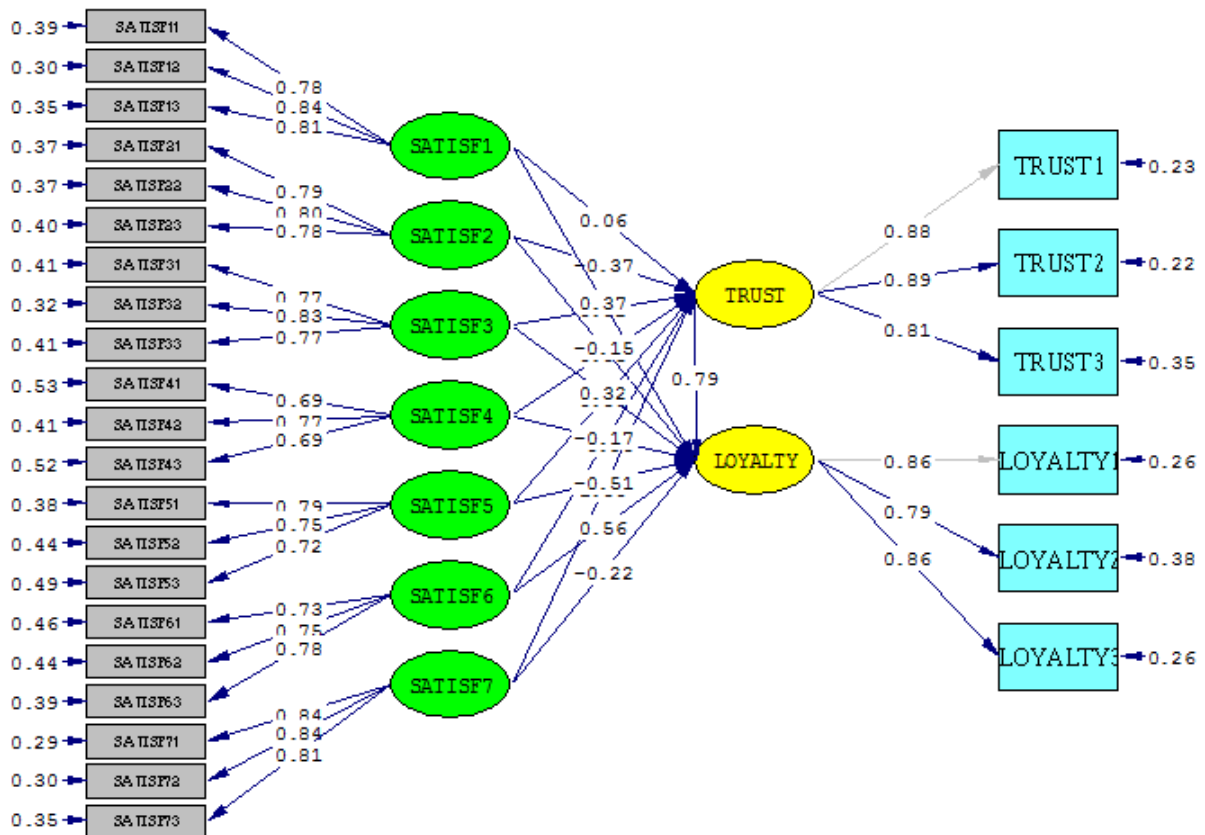 0.39 SATISF11
0.30 SATISF12
0.35 SATISF13
0.37 SATISF21
0.37 SATISF22
0.40 SATISF23
0.41 SATISF31
0.32 SATISF32
0.41 SATISF33
0.53 SATISF41
0.41 SATISF42
0.52 SATISF43
0.38 SATISF51
0.44 SATISF52
0.49 SATISF53
0.46 SATISF61
0.44 SATISF62
0.39 SATISF63
0.29 SATISF71
0.30 SATISF72
0.35 SATISF73
0.78
0.84
0.81
0.79
0.80
0.78
0.77
0.83
0.77
0.69
0.77
0.69
0.79
0.75
0.72
0.73
0.75
0.78
0.84
0.84
0.81
SATISF1
SATISF2
SATISF3
SATISF4
SATISF5
SATISF6
SATISF7
0.06
-0.37
0.37
-0.15
0.32
-0.17
-0.51
0.56
-0.22
0.79
TRUST
LOYALTY
0.88
0.89
0.81
0.86
0.79
0.86
TRUST1 0.23
TRUST2 0.22
TRUST3 0.35
LOYALTY1 0.26
LOYALTY2 0.38
LOYALTY3 0.26